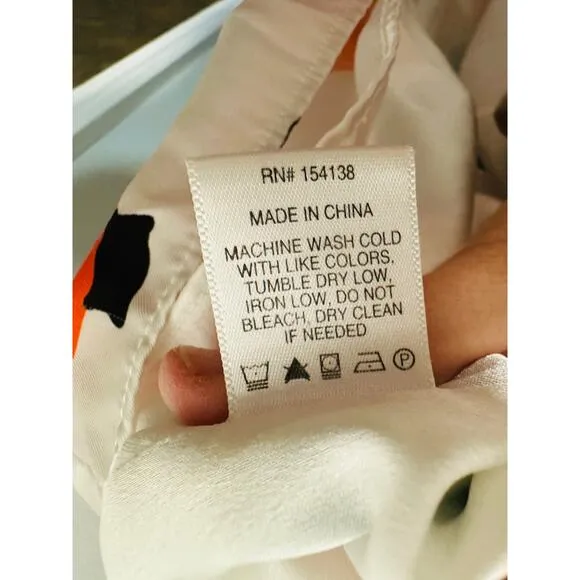 RN# 154138
MADE IN CHINA
MACHINE WASH COLD
WITH LIKE COLORS,
TUMBLE DRY LOW,
IRON LOW, DO NOT
BLEACH, DRY CLEAN
IF NEEDED
P